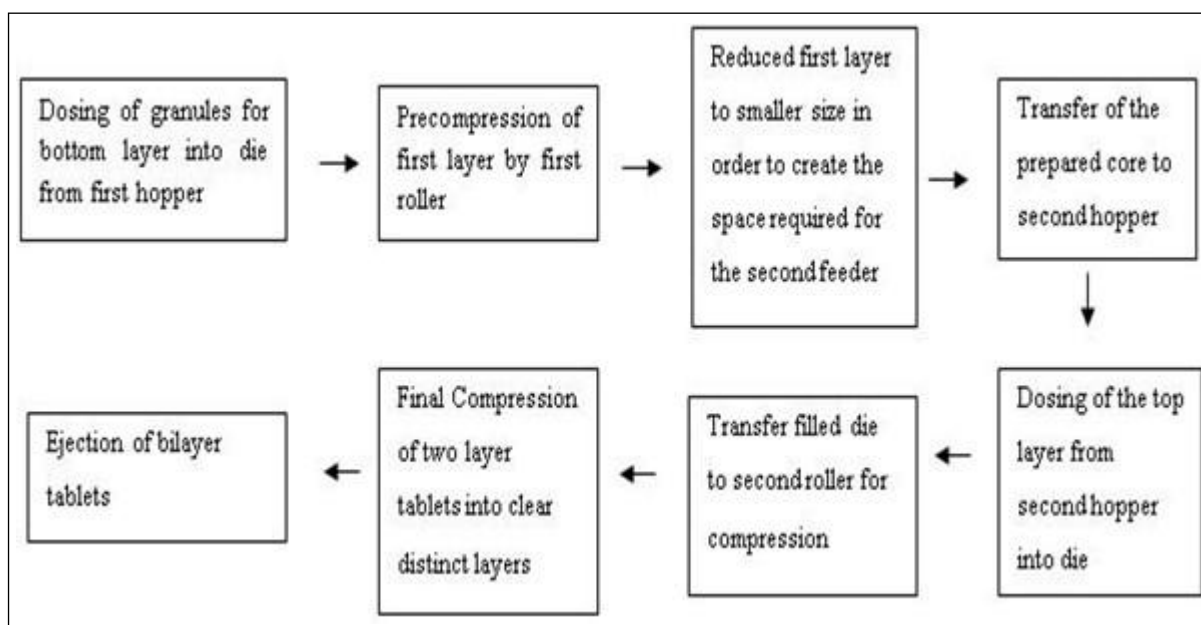 Dosing of granules for
bottom layer into die
from first hopper
Precompression of
first layer by first
roller
Reduced first layer
to smaller size in
order to create the
space required for
the second feeder
Transfer of the
prepared core to
second hopper
Dosing of the top
layer from
second hopper
into die
Transfer filled die
to second roller for
compression
Final Compression
of two layer
tablets into clear
distinct layers
Ejection of bilayer
tablets